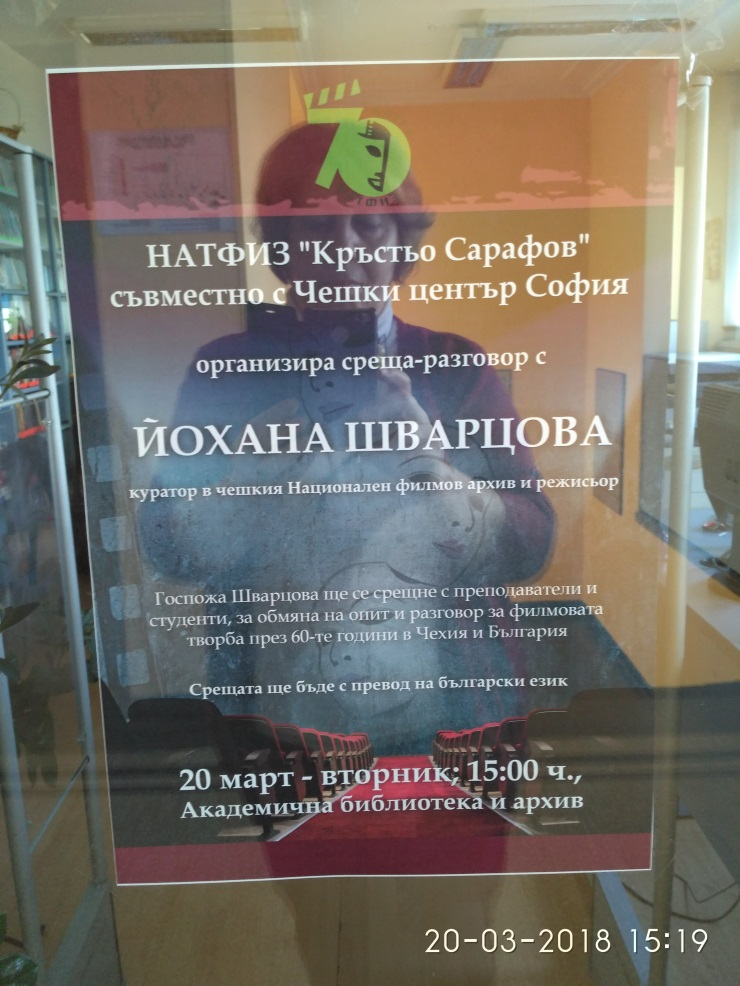 70
НАТФИЗ "Кръстьо Сарафов"
съвместно с Чешки център София
организира среща-разговор с
ЙОХАНА ШВАРЦОВА
куратор в чешкия Национален филмов архив и режисьор
Госпожа Шварцова ще се срещне с преподаватели и
студенти, за обмяна на опит и разговор за филмовата
творба през 60-те години в Чехия и България
Срещата ще бъде с превод на български език
20 март - вторник; 15:00 ч.,
Академична библиотека и архив
20-03-2018 15:19